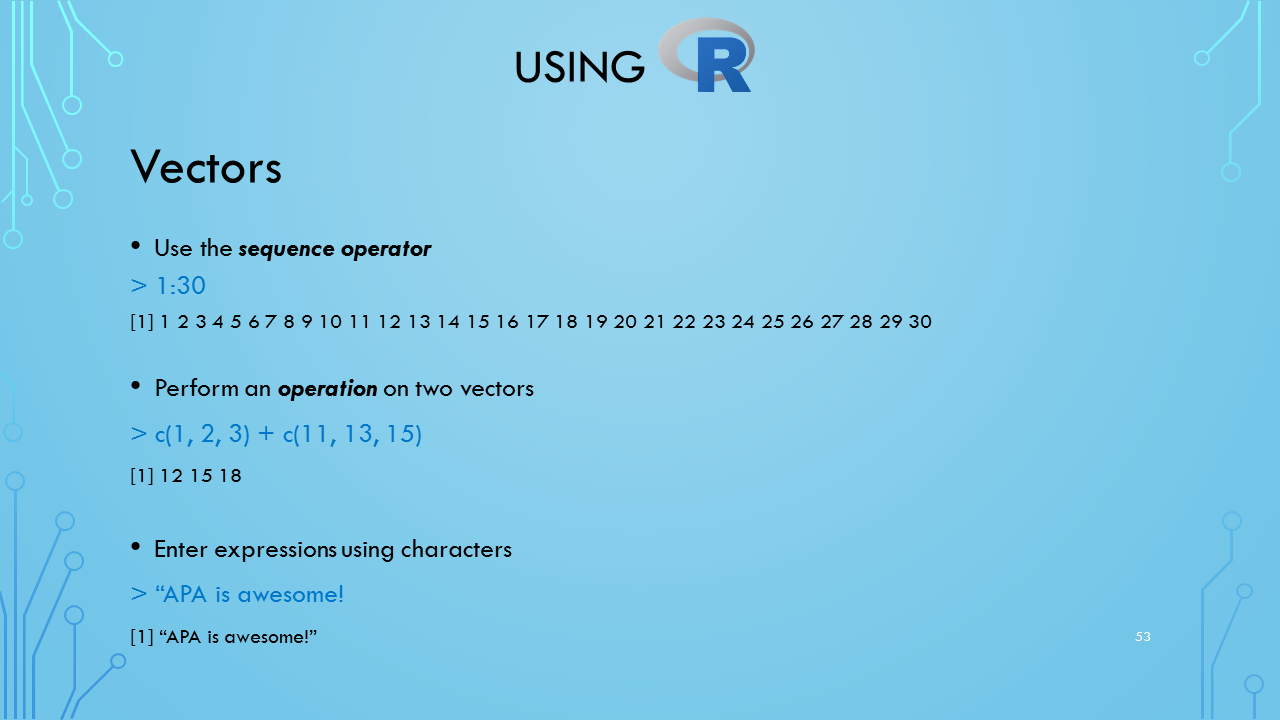 USING R
Vectors
• Use the sequence operator
> 1:30
[1] 1 2 3 4 5 6 7 8 9 10 11 12 13 14 15 16 17 18 19 20 21 22 23 24 25 26 27 28 29 30
• Perform an operation on two vectors
> c(1, 2, 3) + c(11, 13, 15)
[1] 12 15 18
• Enter expressions using characters
> “APA is awesome!
[1] “APA is awesome!”
53